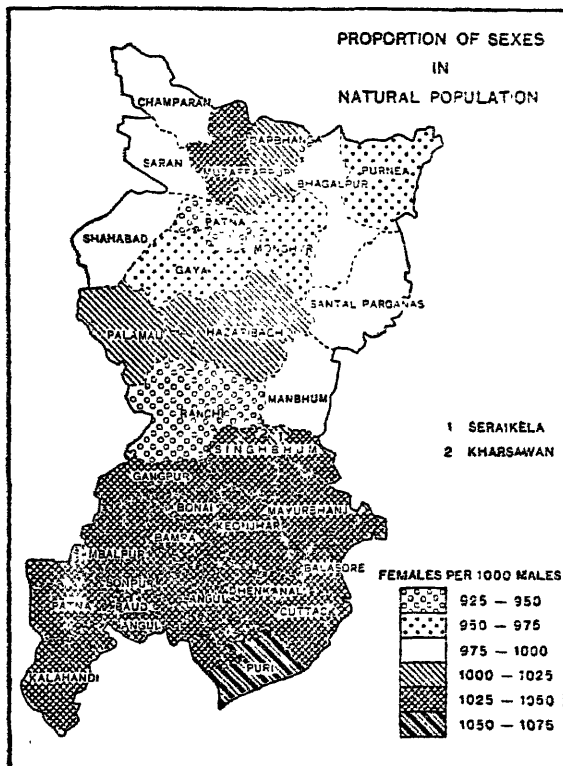 PROPORTION OF SEXES
IN
NATURAL POPULATION
CHAMPARAN
SARAN
DARBHANGA
MUZAFFARPUR
BHAGALPUR
PURNEA
SHAHABAD
PATNA
MONGHYR
GAYA
SANTAL PARGANAS
PALAMAU
HAZARIBAGH
RANCHI
MANBHUM
1 SERAIKELA
2 KHARSAWAN
SINGHBHUM
GANGPUR
BONAI
MAYURBHANJ
KEONJHAR
BAMRA
MBALPUR
BALASORE
SONPUR
DHENKANAL
PATNA
BAUD
ANGUL
CUTTACK
ANGUL
PURI
KALAHANDI
FEMALES PER 1000 MALES
925 – 950
950 – 975
975 – 1000
1000 – 1025
1025 – 1050
1050 – 1075